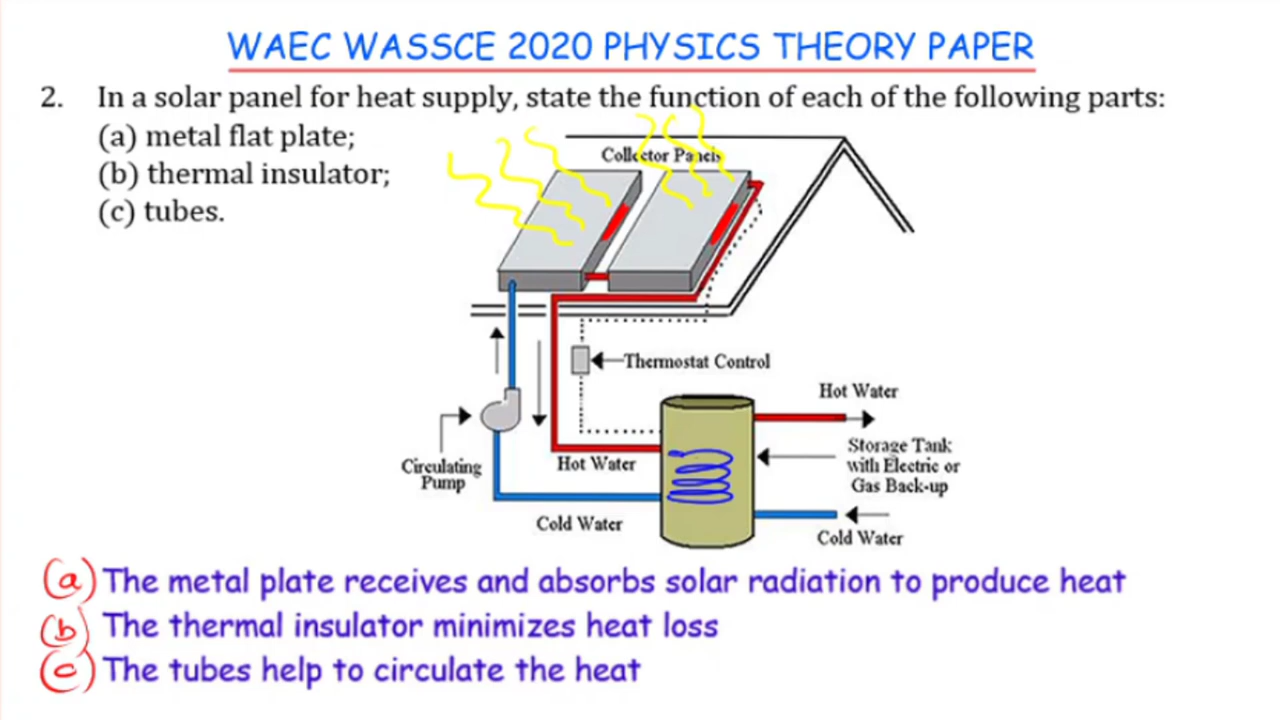 WAEC WASSCE 2020 PHYSICS THEORY PAPER
2. In a solar panel for heat supply, state the function of each of the following parts:
(a) metal flat plate;
(b) thermal insulator;
(c) tubes.
Collector Panels
Thermostat Control
Hot Water
Circulating
Pump
Hot Water
Storage Tank
with Electric or
Gas Back-up
Cold Water
Cold Water
(a) The metal plate receives and absorbs solar radiation to produce heat
(b) The thermal insulator minimizes heat loss
(c) The tubes help to circulate the heat